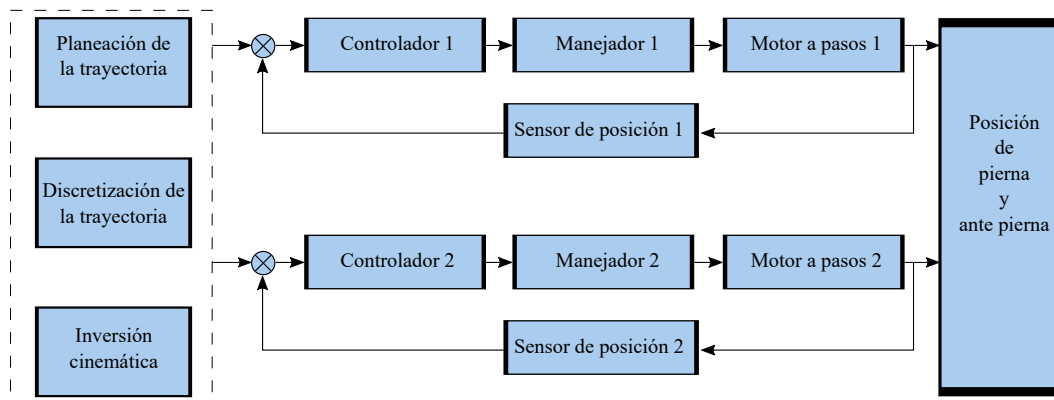 Planeación de
la trayectoria
Controlador 1
Manejador 1
Motor a pasos 1
Sensor de posición 1
Posición
de
pierna
y
ante pierna
Discretización de
la trayectoria
Controlador 2
Manejador 2
Motor a pasos 2
Sensor de posición 2
Inversión
cinemática